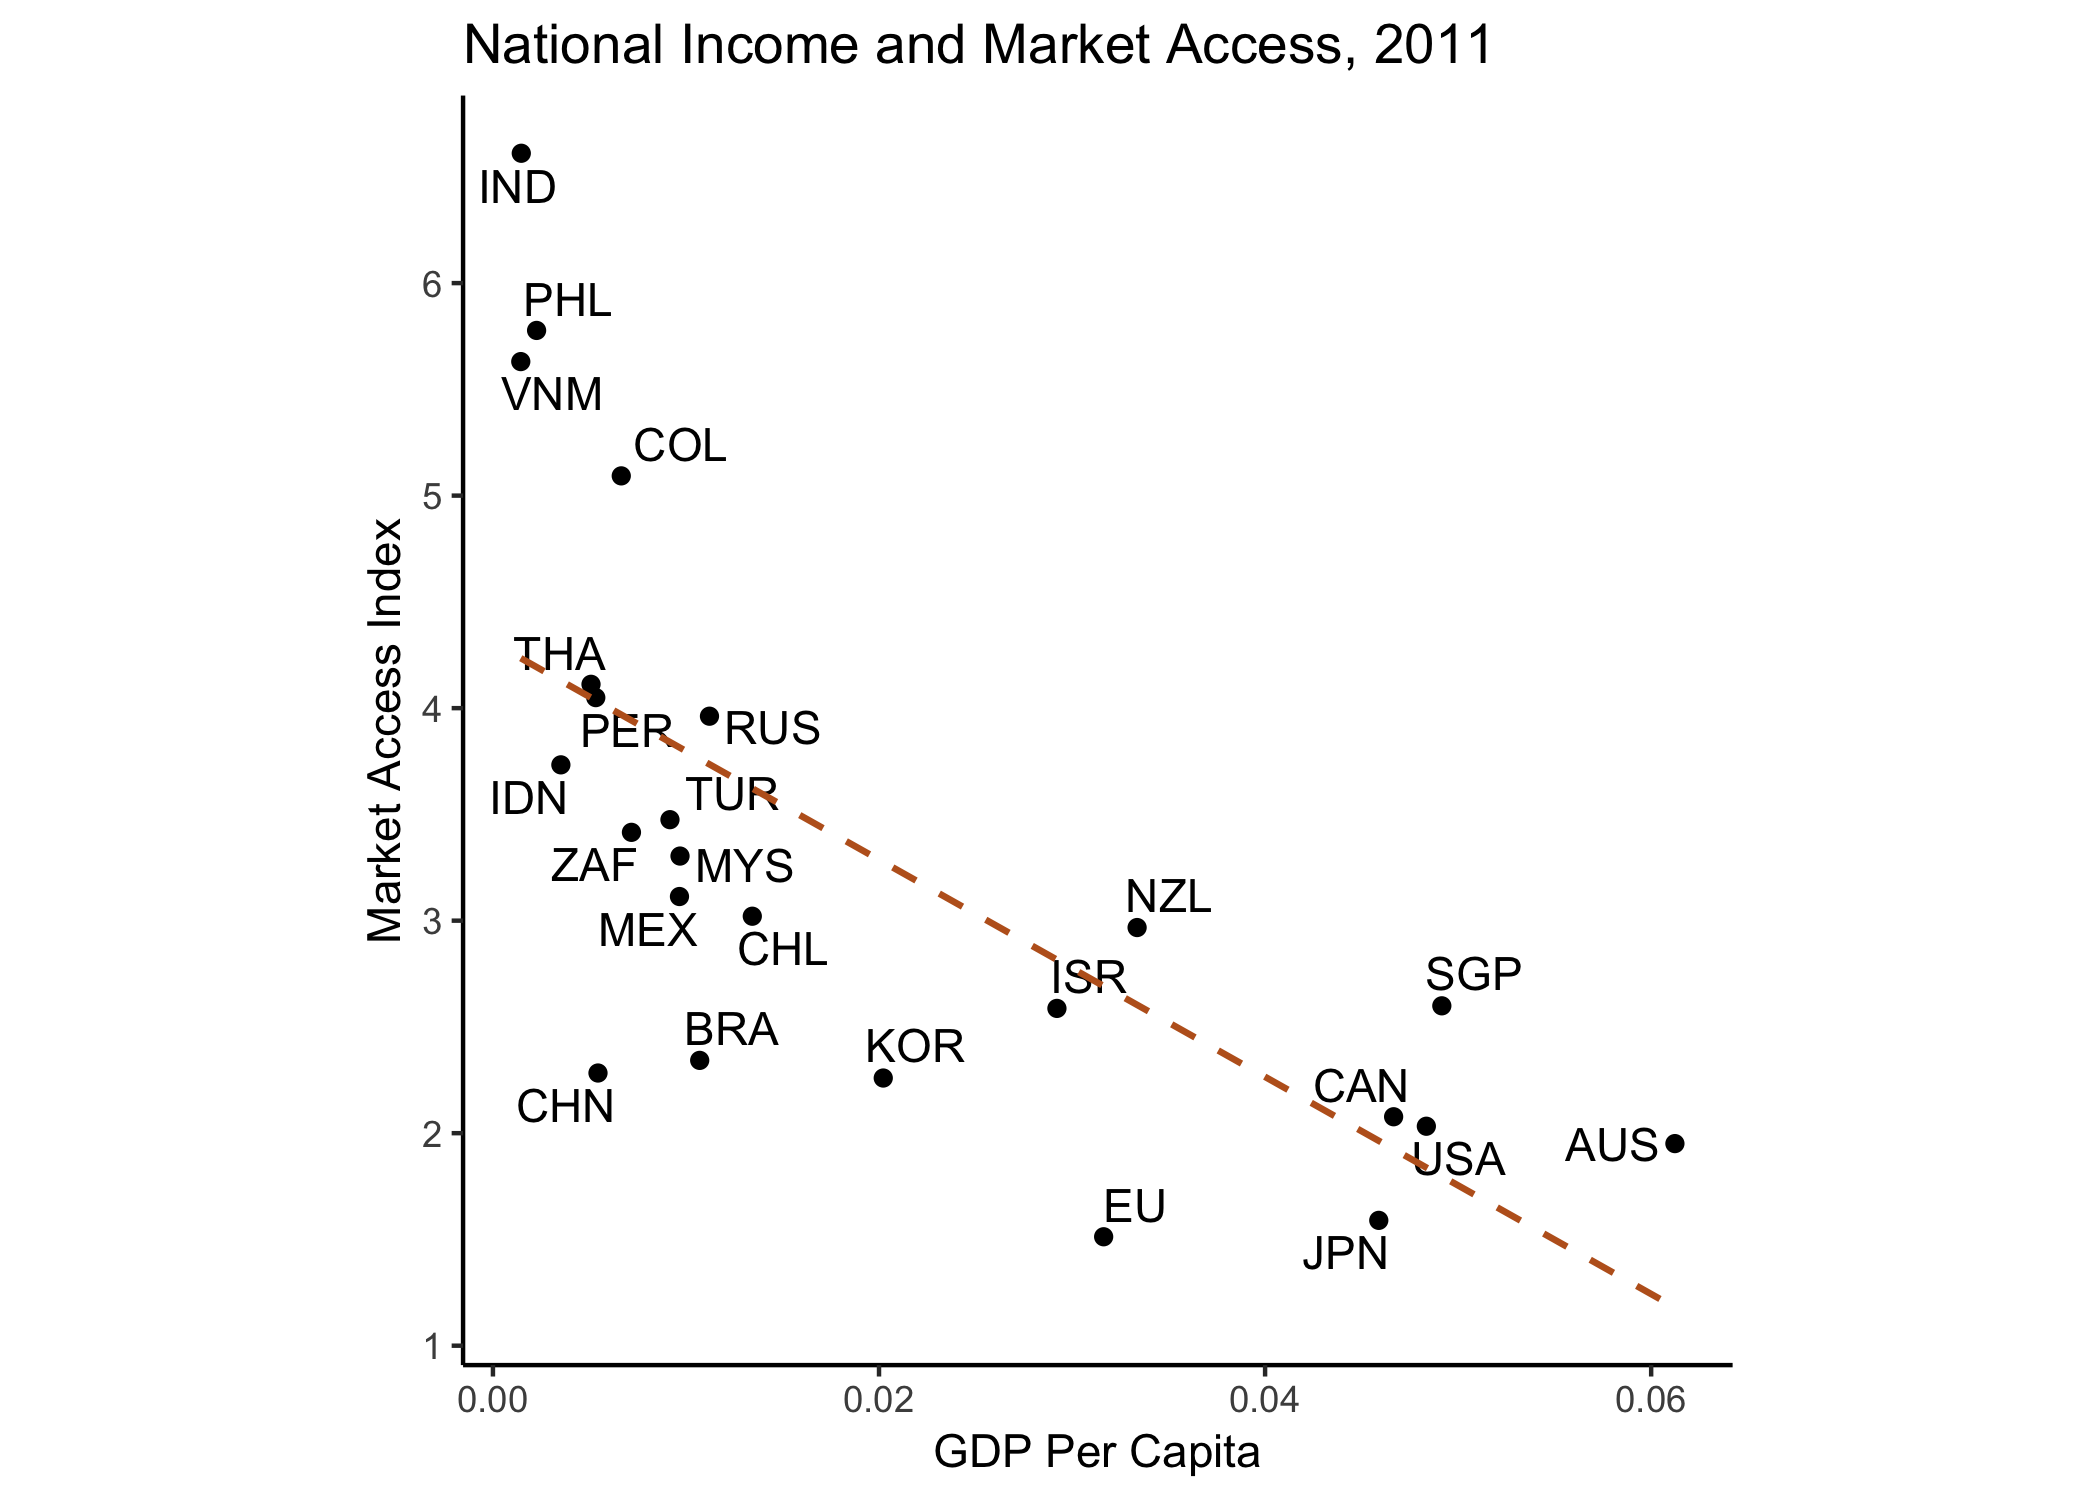 National Income and Market Access, 2011
IND
6
PHL
VNM
COL
5
Market Access Index
THA
4
PER
RUS
IDN
TUR
ZAF
MYS
NZL
3
MEX
CHL
ISR
SGP
BRA
KOR
CAN
CHN
2
USA
AUS
EU
JPN
1
0.00
0.02
0.04
0.06
GDP Per Capita